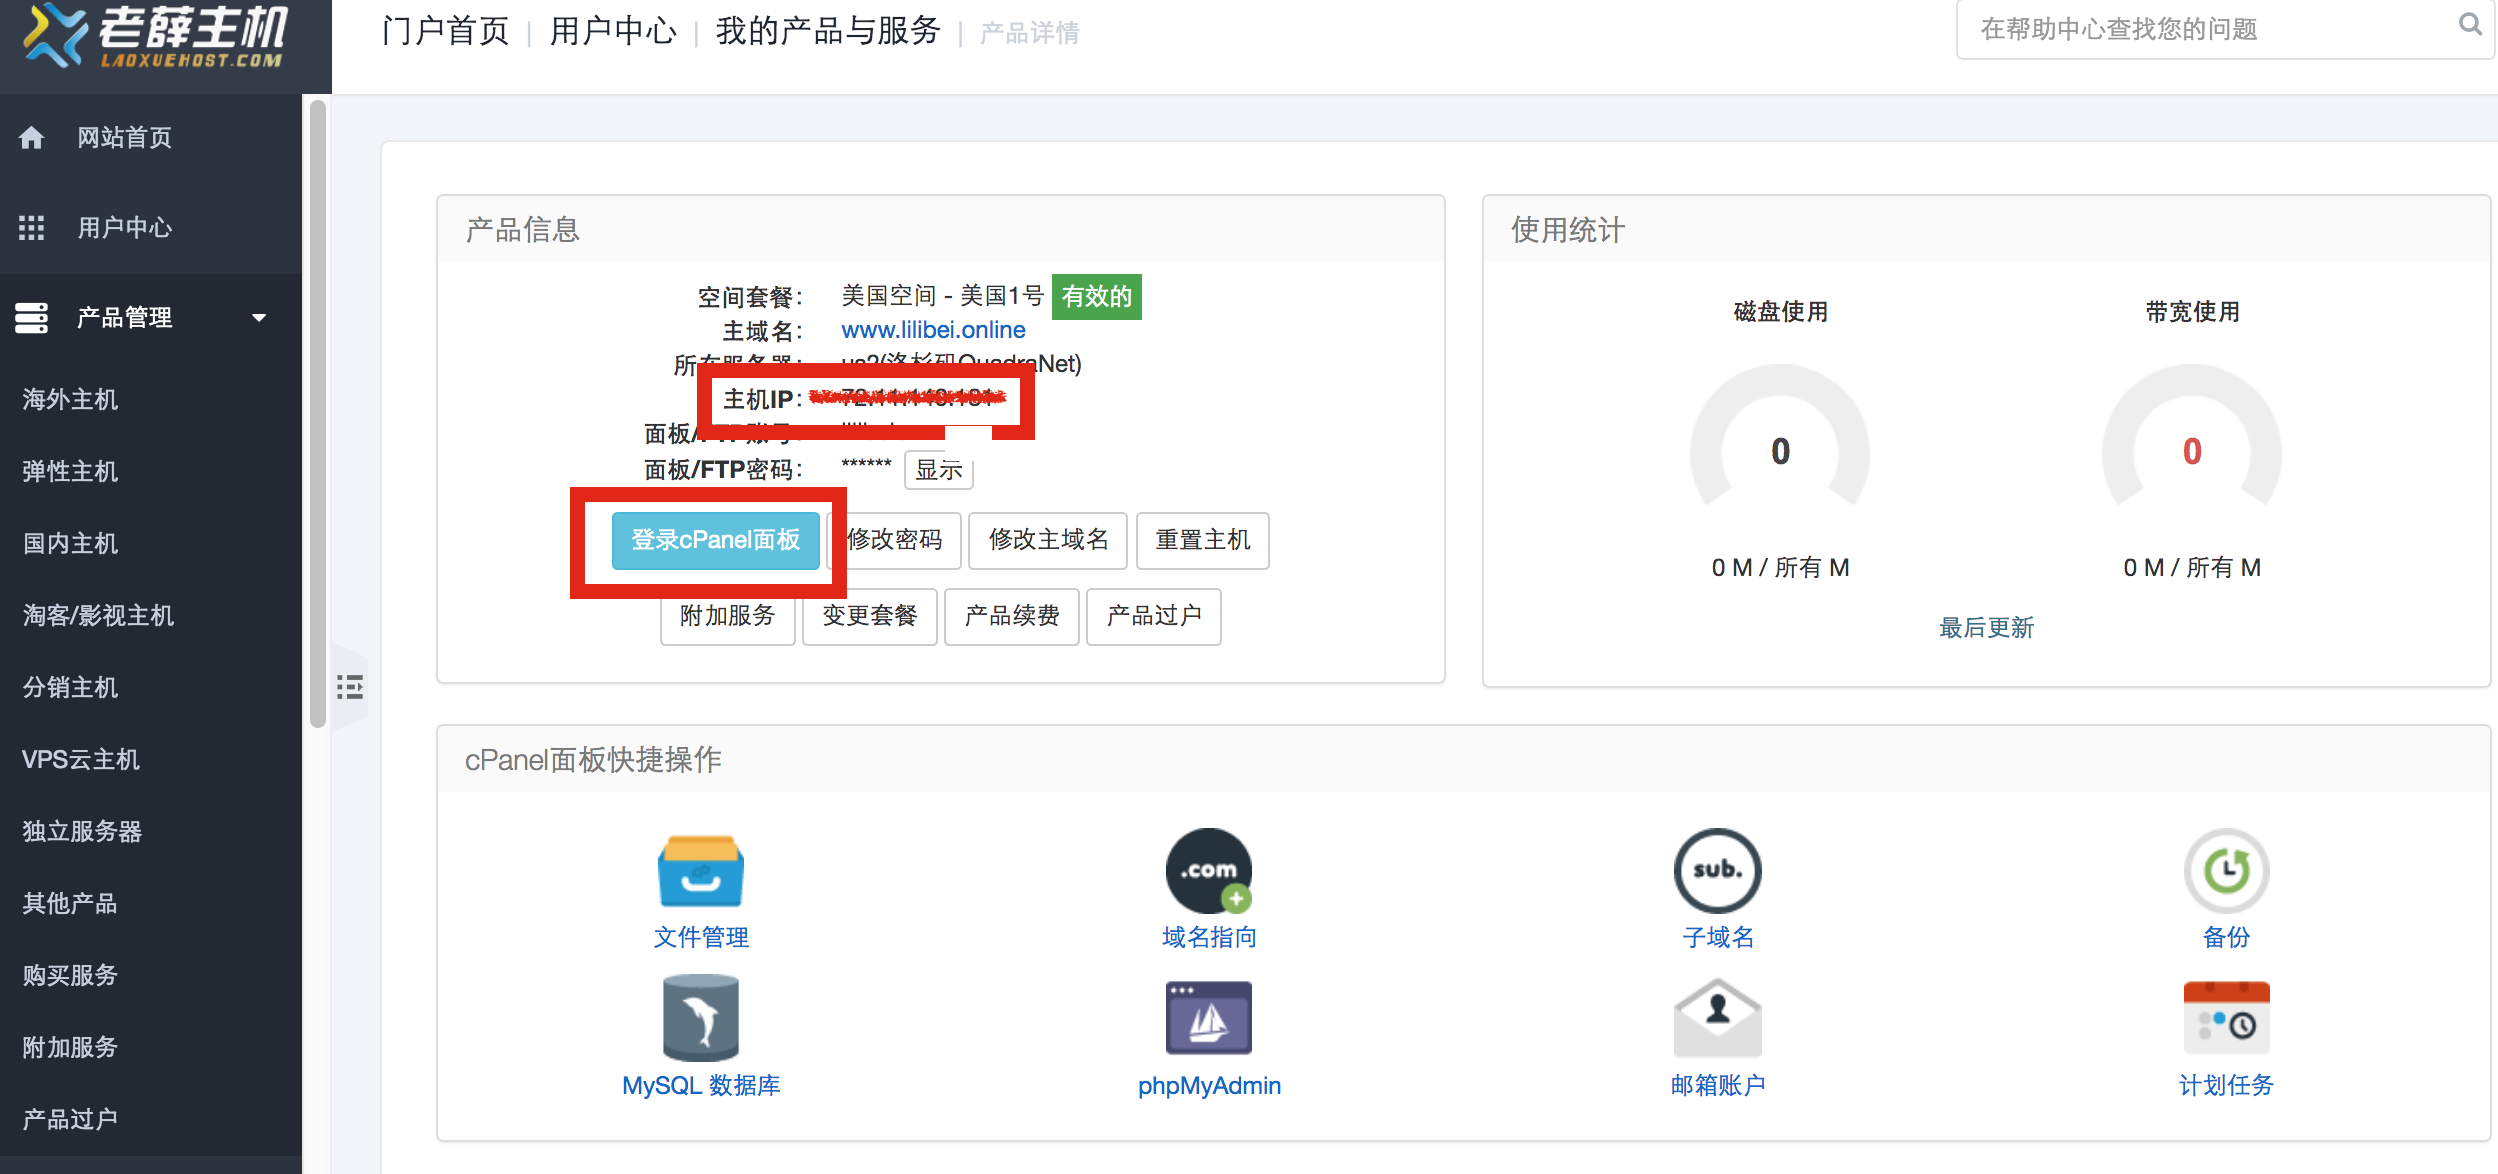 老薛主机
LAOXUEHOST.COM
门户首页 | 用户中心 | 我的产品与服务 | 产品详情
在帮助中心查找您的问题
网站首页
用户中心
产品管理
海外主机
弹性主机
国内主机
淘客/影视主机
分销主机
VPS云主机
独立服务器
其他产品
购买服务
附加服务
产品过户
产品信息
空间套餐: 美国空间 - 美国1号 有效的
主域名: www.lilibei.online
所有服务器: us2(洛杉矶QuadraNet)
主机IP:
面板/FTP账号:
面板/FTP密码: ****** 显示
登录cPanel面板 修改密码 修改主域名 重置主机
附加服务 变更套餐 产品续费 产品过户
使用统计
磁盘使用 带宽使用
0 0
0 M / 所有 M 0 M / 所有 M
最后更新
cPanel面板快捷操作
.com sub.
文件管理 域名指向 子域名 备份
MySQL 数据库 phpMyAdmin 邮箱账户 计划任务